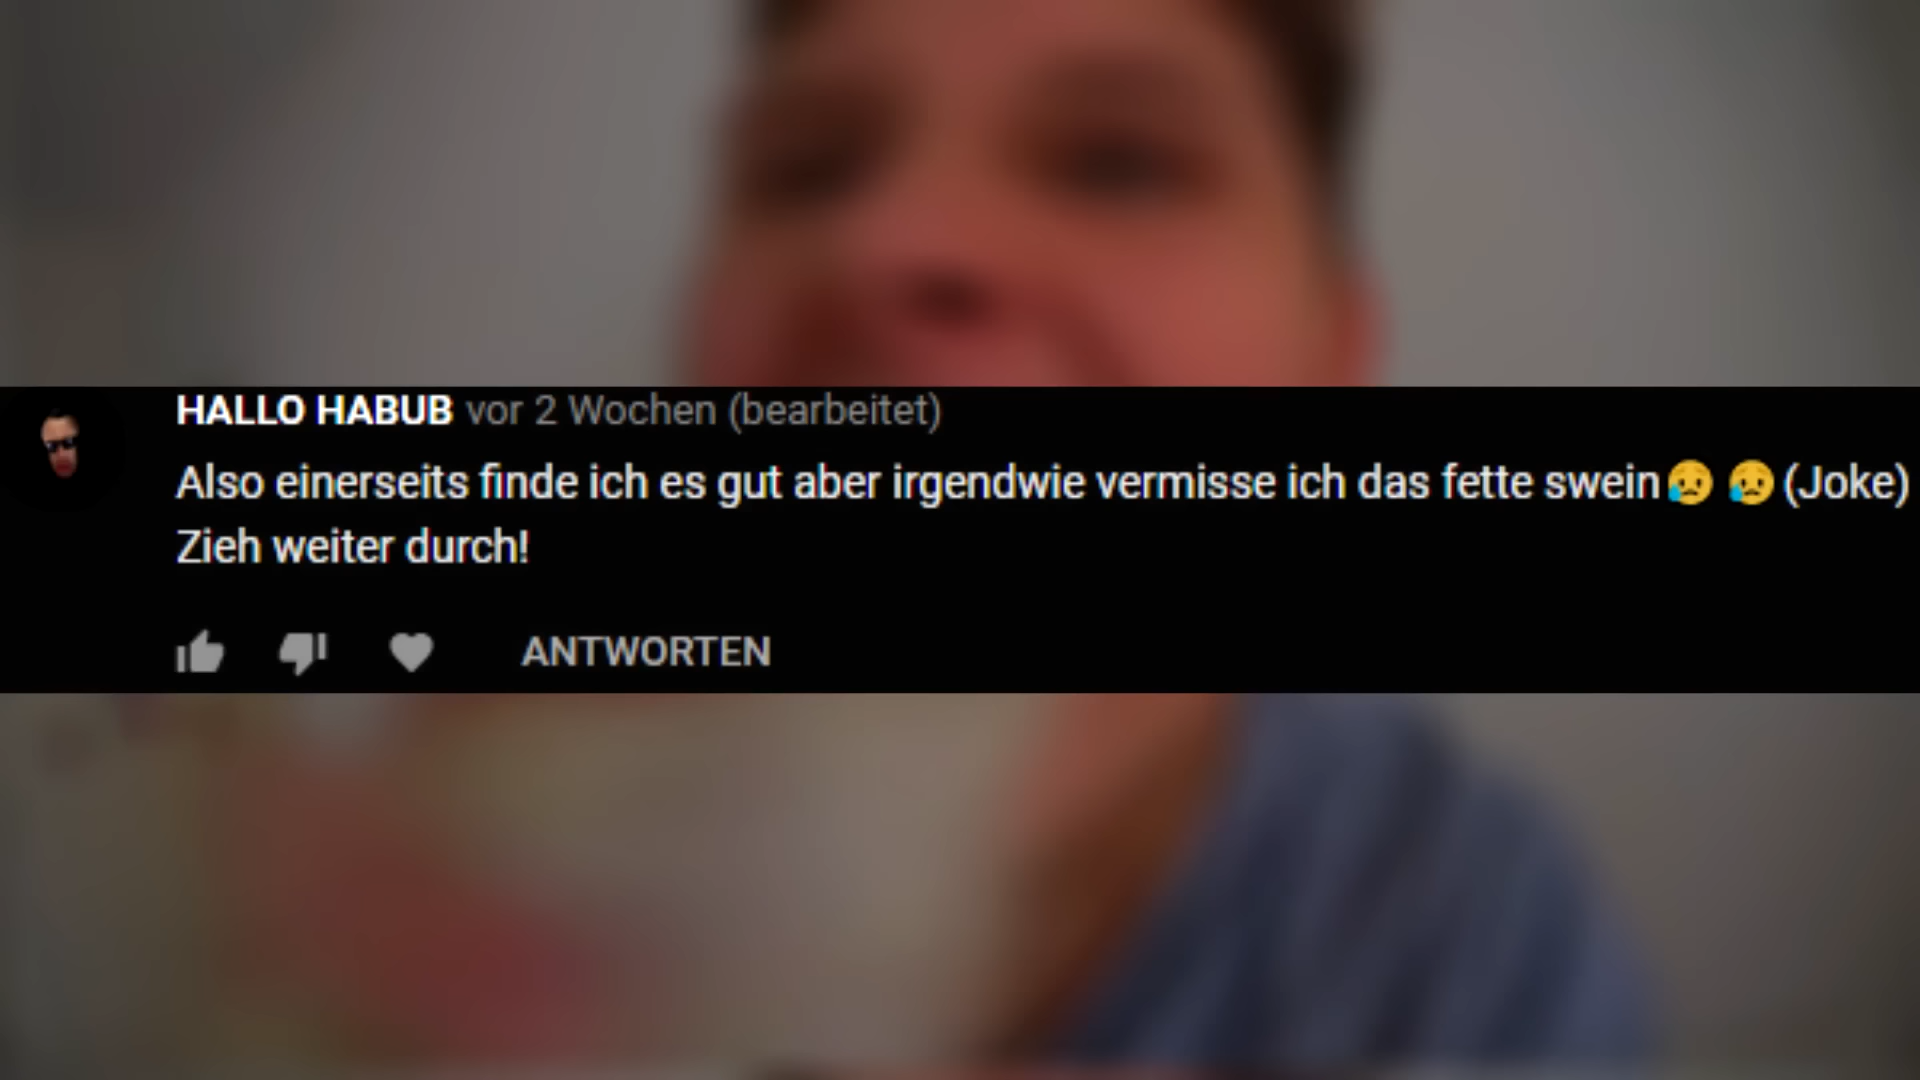 HALLO HABUB vor 2 Wochen (bearbeitet)
Also einerseits finde ich es gut aber irgendwie vermisse ich das fette swein😥 😥 (Joke)
Zieh weiter durch!
ANTWORTEN